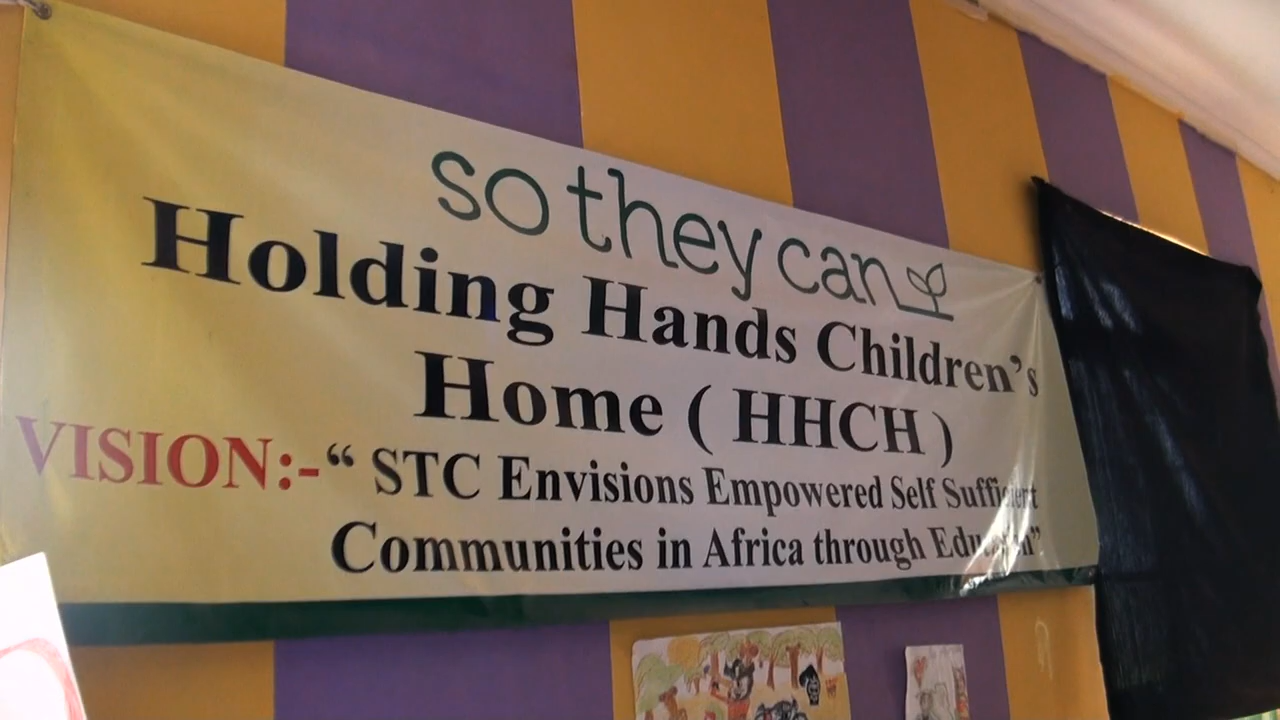 so they can
Holding Hands Children's
Home ( HHCH )
VISION:-“ STC Envisions Empowered Self Sufficient
Communities in Africa through Education”